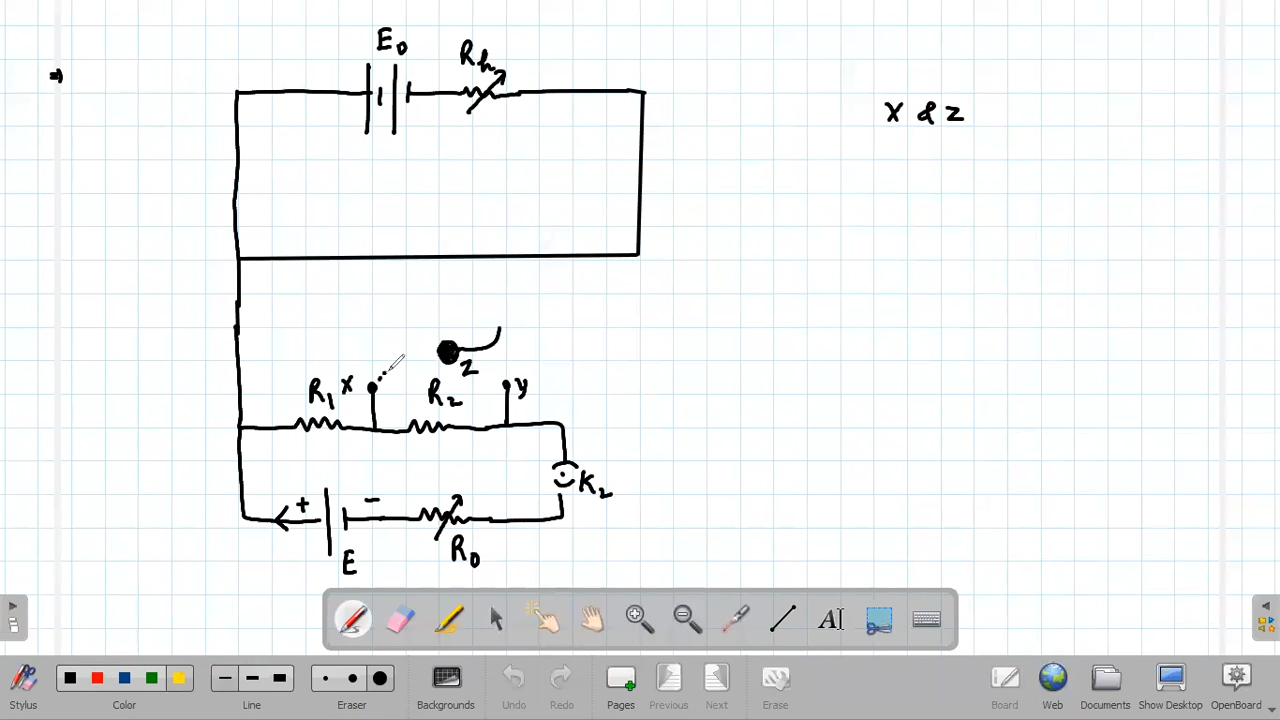 ⇒
E0
Rh
X & Z
Z
R1
X
R2
y
K2
+
-
E
R0
AI
Stylus
Color
Line
Eraser
Backgrounds
Undo
Redo
Pages
Previous
Next
Erase
Board
Web
Documents
Show Desktop
OpenBoard